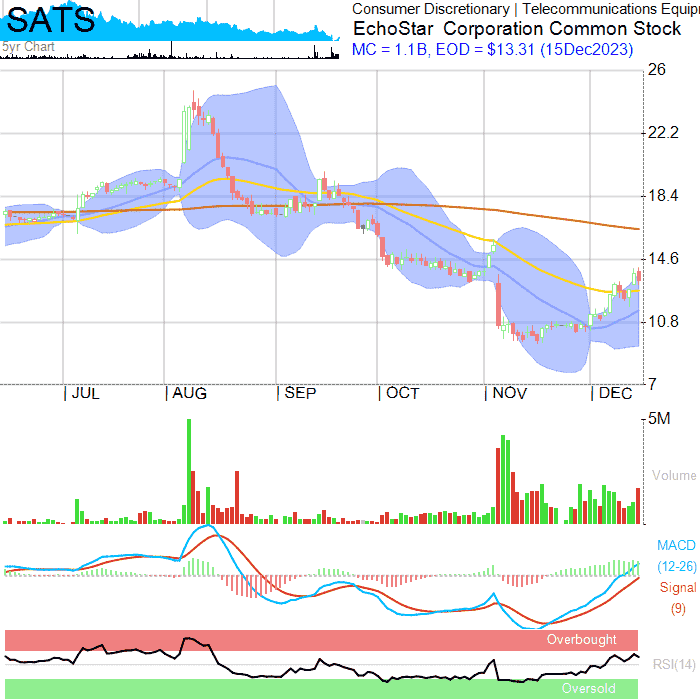 SATS
5yr Chart
Consumer Discretionary | Telecommunications Equip
EchoStar Corporation Common Stock
MC = 1.1B, EOD = $13.31 (15Dec2023)
26
22.2
18.4
14.6
10.8
7
JUL
AUG
SEP
OCT
NOV
DEC
5M
Volume
MACD
(12-26)
Signal
(9)
Overbought
RSI(14)
Oversold